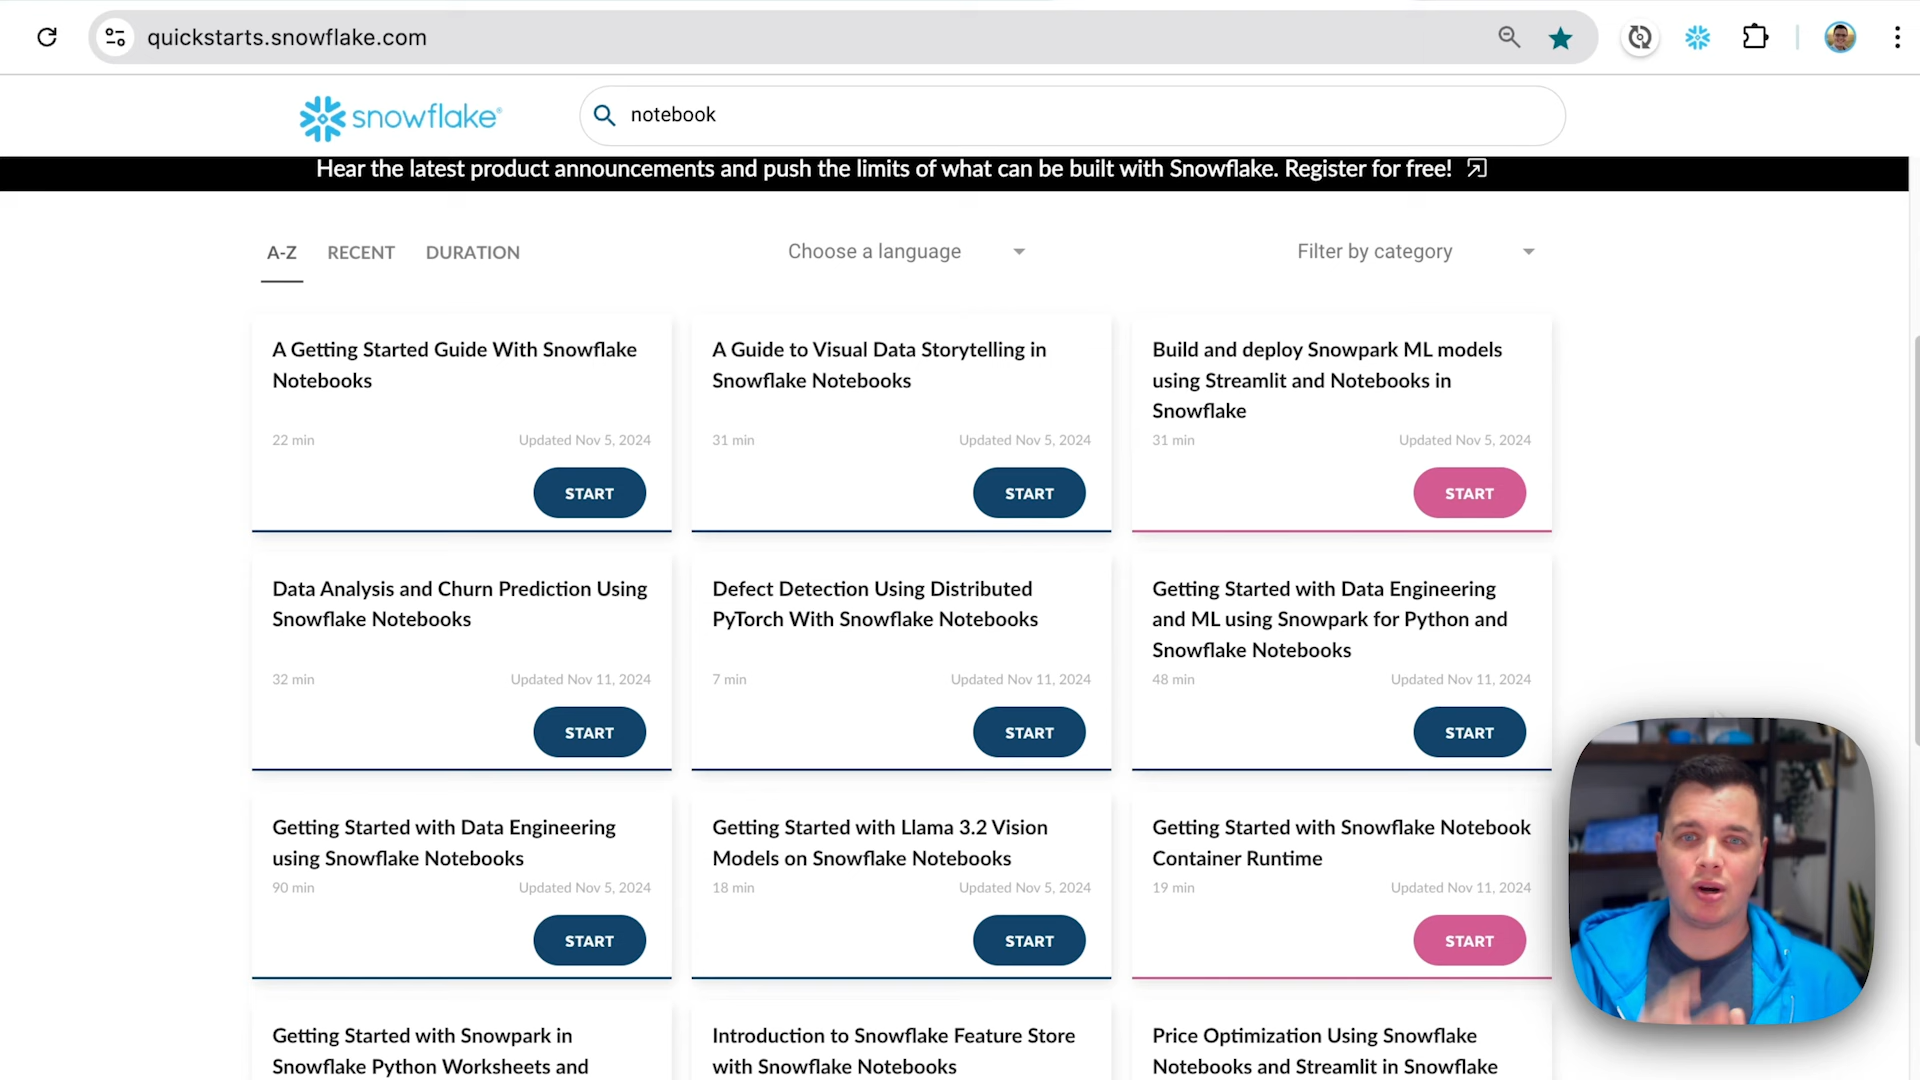 quickstarts.snowflake.com
snowflake®
notebook
Hear the latest product announcements and push the limits of what can be built with Snowflake. Register for free!
A-Z
RECENT
DURATION
Choose a language
Filter by category
A Getting Started Guide With Snowflake
Notebooks
22 min
Updated Nov 5, 2024
START
A Guide to Visual Data Storytelling in
Snowflake Notebooks
31 min
Updated Nov 5, 2024
START
Build and deploy Snowpark ML models
using Streamlit and Notebooks in
Snowflake
31 min
Updated Nov 5, 2024
START
Data Analysis and Churn Prediction Using
Snowflake Notebooks
32 min
Updated Nov 11, 2024
START
Defect Detection Using Distributed
PyTorch With Snowflake Notebooks
7 min
Updated Nov 11, 2024
START
Getting Started with Data Engineering
and ML using Snowpark for Python and
Snowflake Notebooks
48 min
Updated Nov 11, 2024
START
Getting Started with Data Engineering
using Snowflake Notebooks
90 min
Updated Nov 5, 2024
START
Getting Started with Llama 3.2 Vision
Models on Snowflake Notebooks
18 min
Updated Nov 5, 2024
START
Getting Started with Snowflake Notebook
Container Runtime
19 min
Updated Nov 11, 2024
START
Getting Started with Snowpark in
Snowflake Python Worksheets and
Introduction to Snowflake Feature Store
with Snowflake Notebooks
Price Optimization Using Snowflake
Notebooks and Streamlit in Snowflake